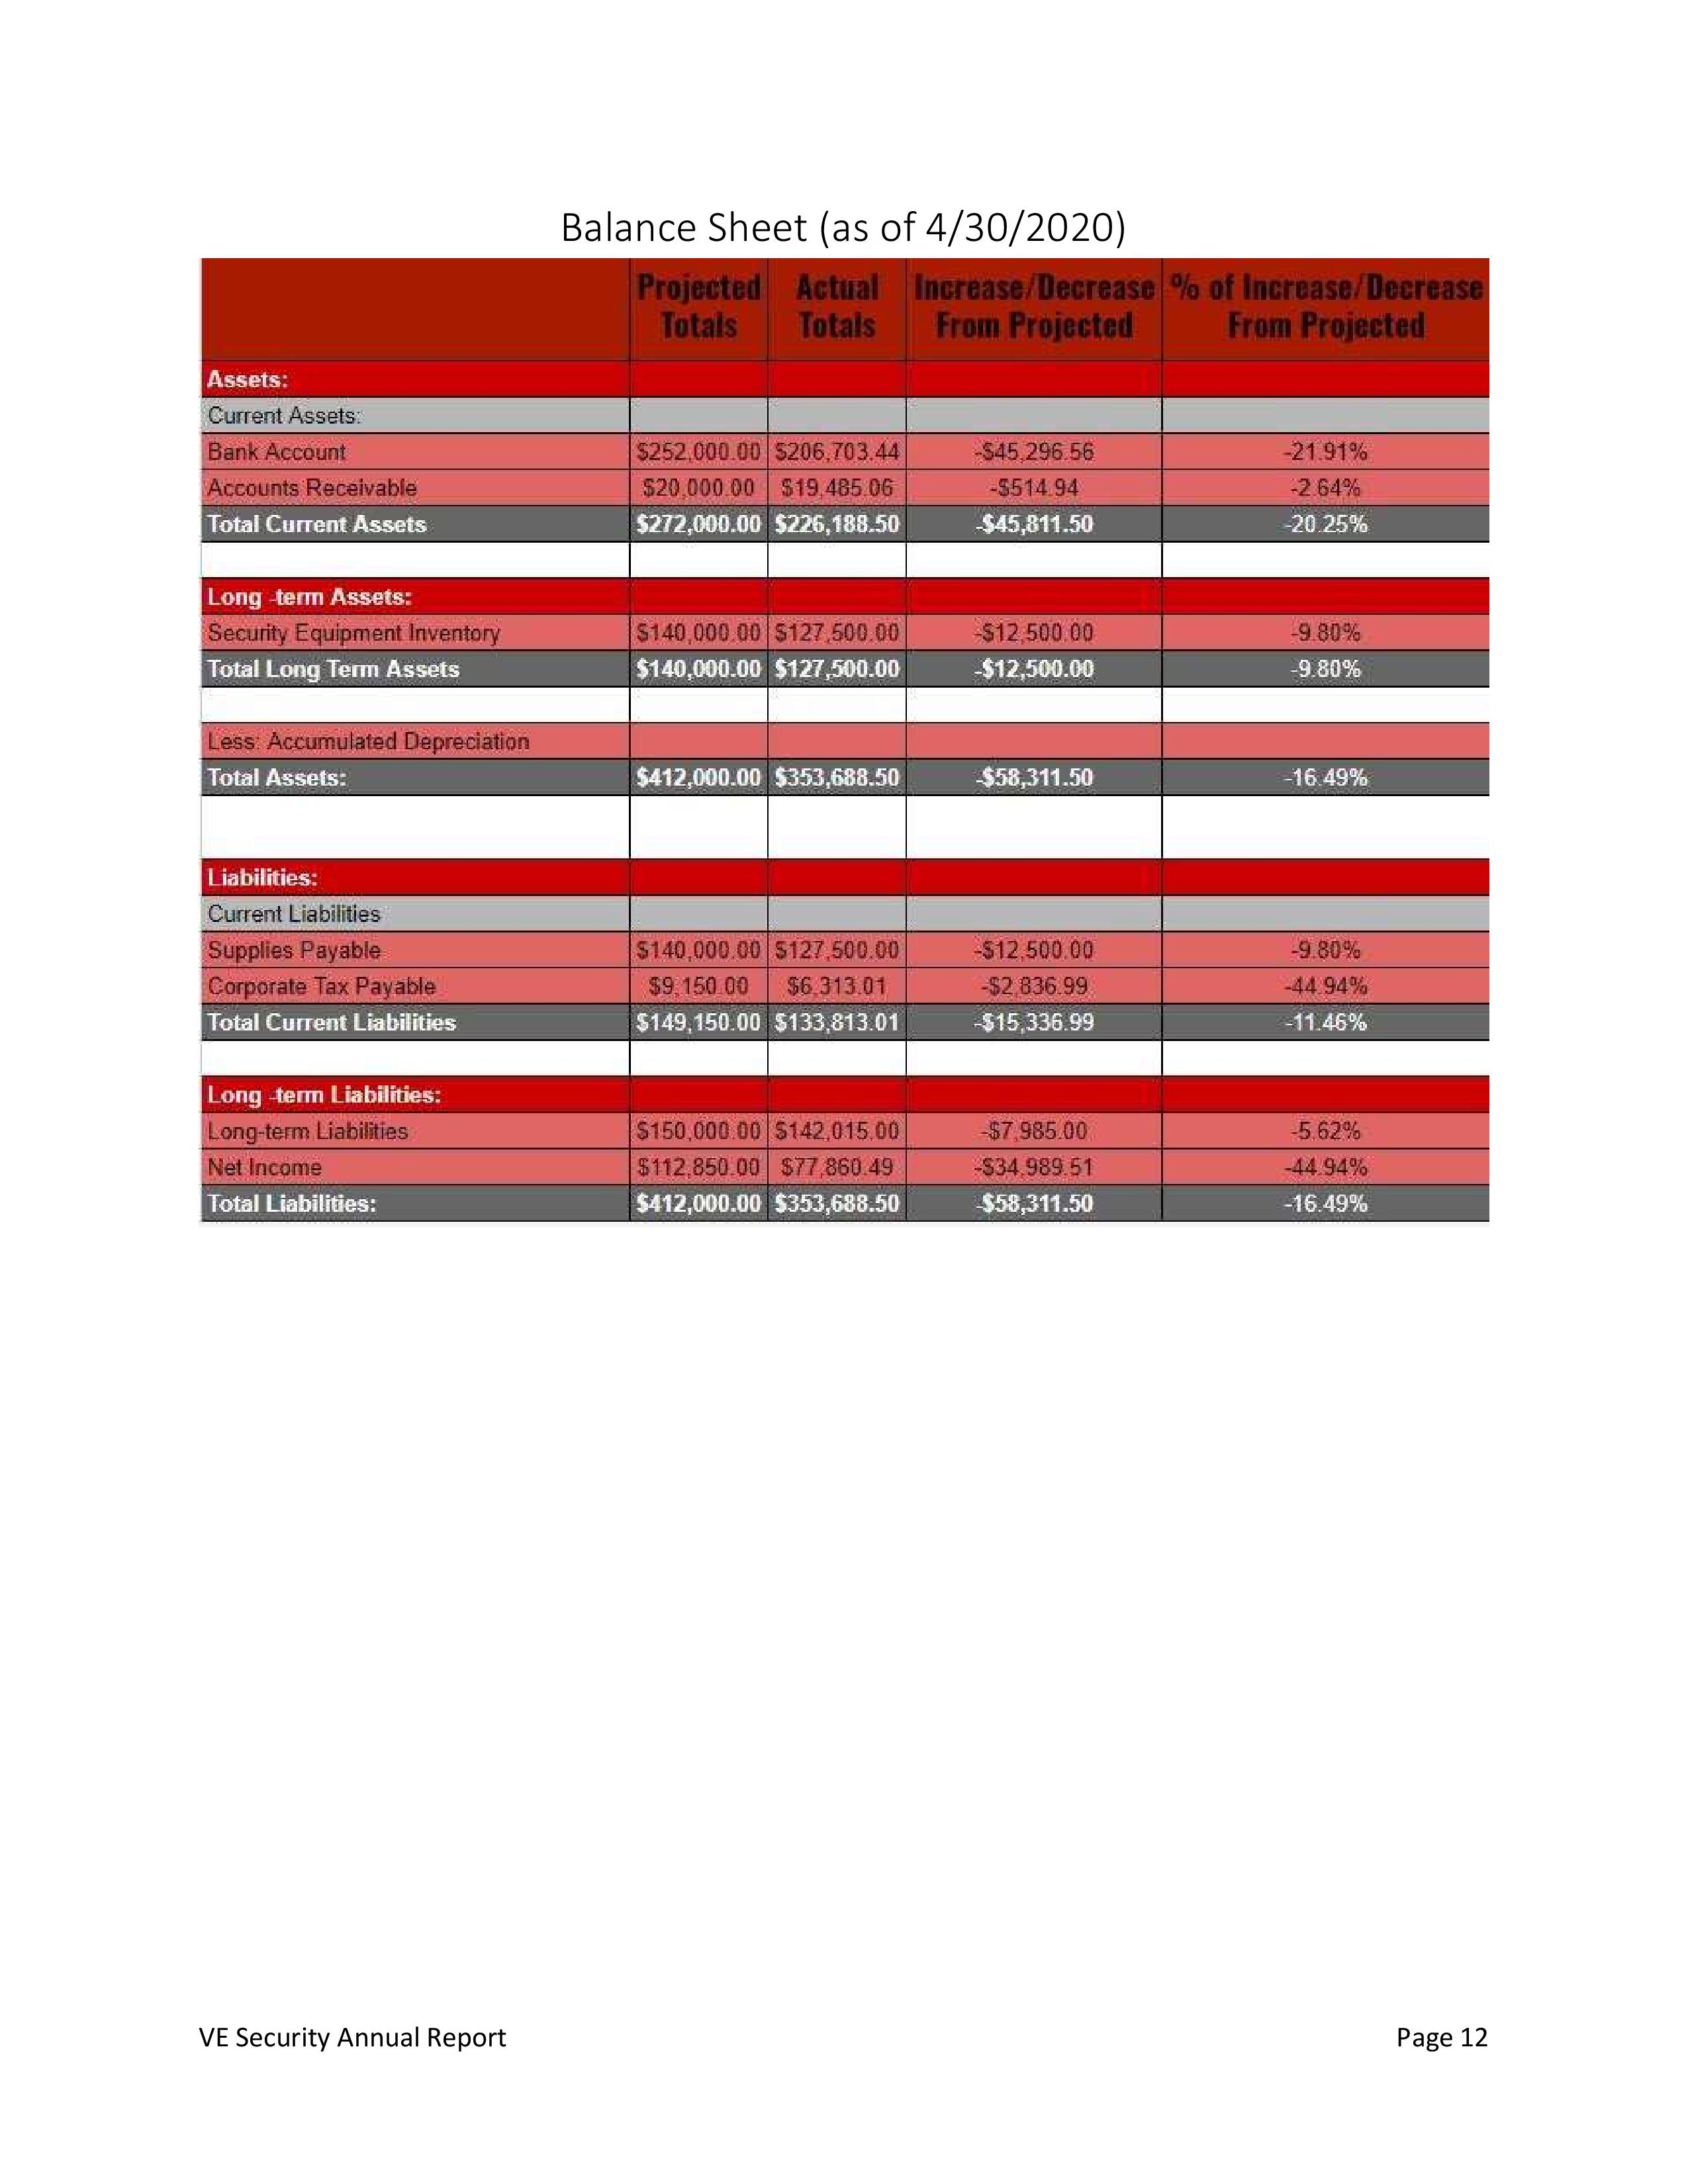 Balance Sheet (as of 4/30/2020)
Projected Totals Actual Totals Increase/Decrease From Projected % of Increase/Decrease From Projected
Assets:
Current Assets:
Bank Account $252,000.00 $206,703.44 -$45,296.56 -21.91%
Accounts Receivable $20,000.00 $19,485.06 -$514.94 -2.64%
Total Current Assets $272,000.00 $226,188.50 -$45,811.50 -20.25%
Long -term Assets:
Security Equipment Inventory $140,000.00 $127,500.00 -$12,500.00 -9.80%
Total Long Term Assets $140,000.00 $127,500.00 -$12,500.00 -9.80%
Less: Accumulated Depreciation
Total Assets: $412,000.00 $353,688.50 -$58,311.50 -16.49%
Liabilities:
Current Liabilities
Supplies Payable $140,000.00 $127,500.00 -$12,500.00 -9.80%
Corporate Tax Payable $9,150.00 $6,313.01 -$2,836.99 -44.94%
Total Current Liabilities $149,150.00 $133,813.01 -$15,336.99 -11.46%
Long -term Liabilities:
Long-term Liabilities $150,000.00 $142,015.00 -$7,985.00 -5.62%
Net Income $112,850.00 $77,860.49 -$34,989.51 -44.94%
Total Liabilities: $412,000.00 $353,688.50 -$58,311.50 -16.49%
VE Security Annual Report Page 12